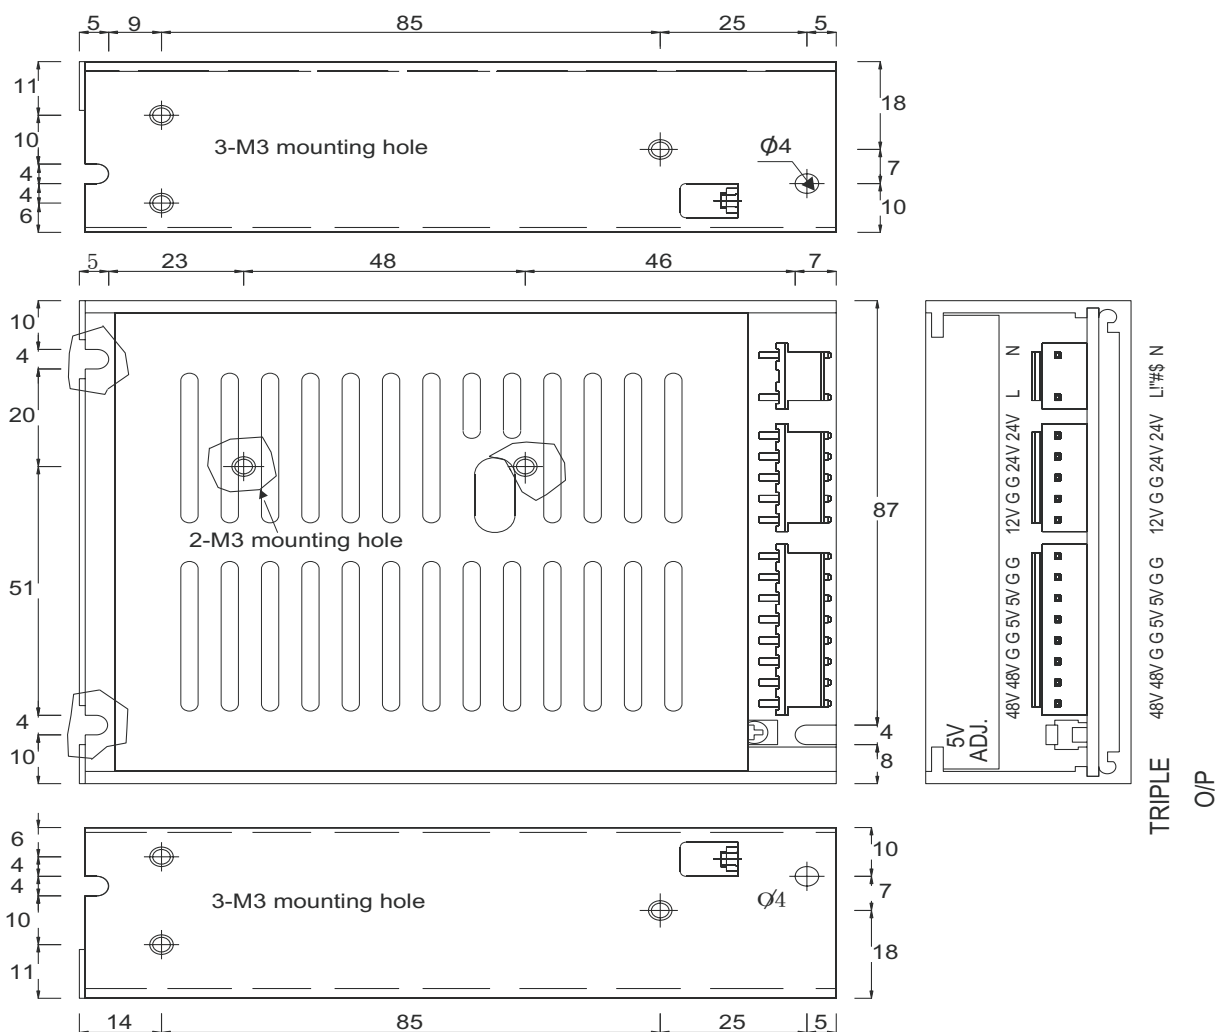 5 9 85 25 5
11
18
10
3-M3 mounting hole
ϕ4
4
7
4
6
10
5 23 48 46 7
10
4
20
2-M3 mounting hole
87
51
4
10
4
8
N
L
12V G G 24V 24V
48V 48V G G 5V 5V G G
5V
ADJ.
L!"#$ N
12V G G 24V 24V
48V 48V G G 5V 5V G G
TRIPLE
O/P
6
4
4
10
11
3-M3 mounting hole
Ø4
10
7
18
14 85 25 5